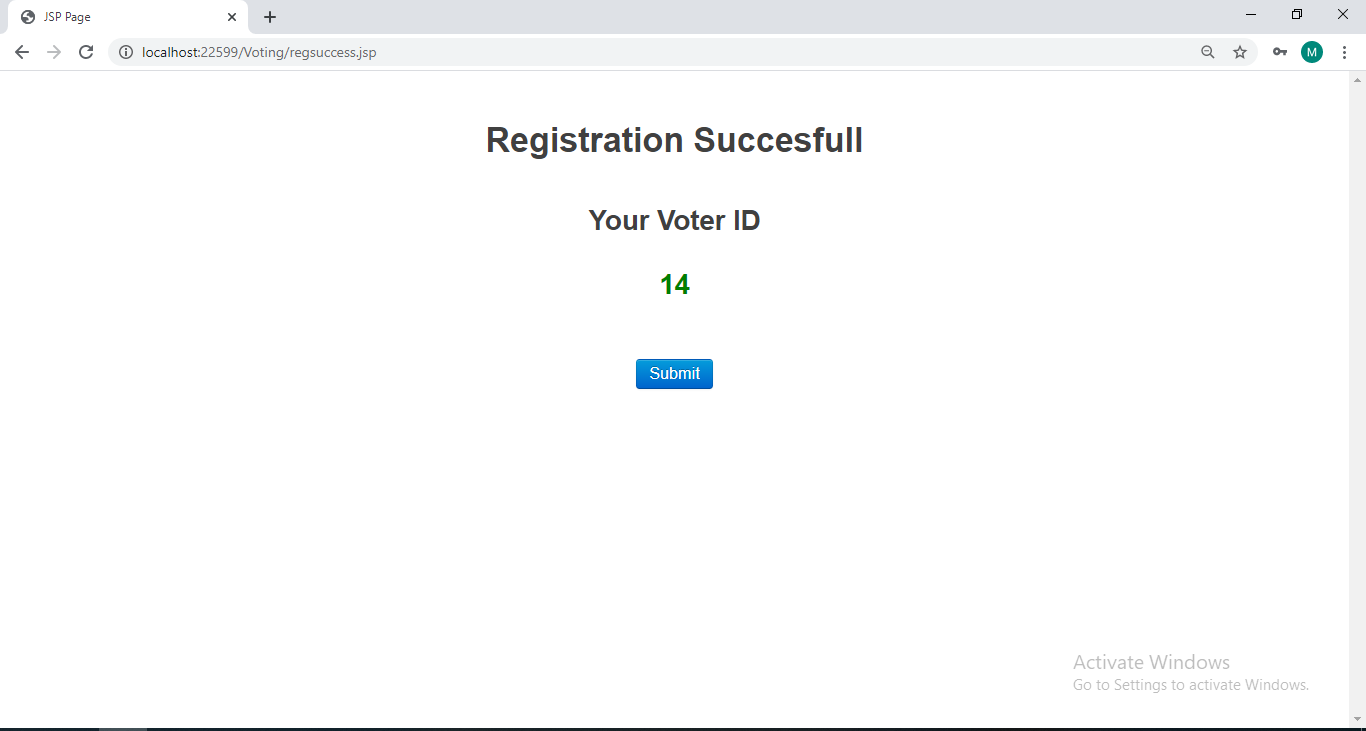 JSP Page
localhost:22599/Voting/regsuccess.jsp
M
Registration Succesfull
Your Voter ID
14
Submit
Activate Windows
Go to Settings to activate Windows.